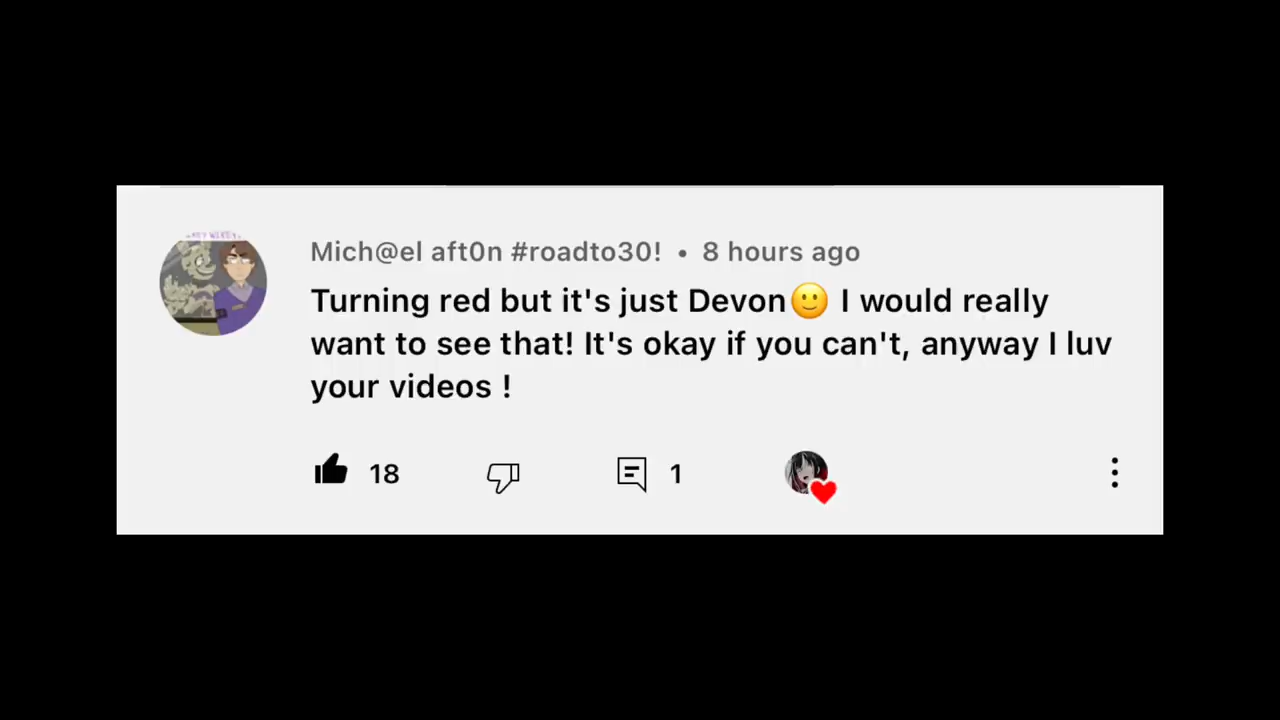 Mich@el aft0n #roadto30! • 8 hours ago
Turning red but it's just Devon🙂 I would really
want to see that! It's okay if you can't, anyway I luv
your videos !
18
1